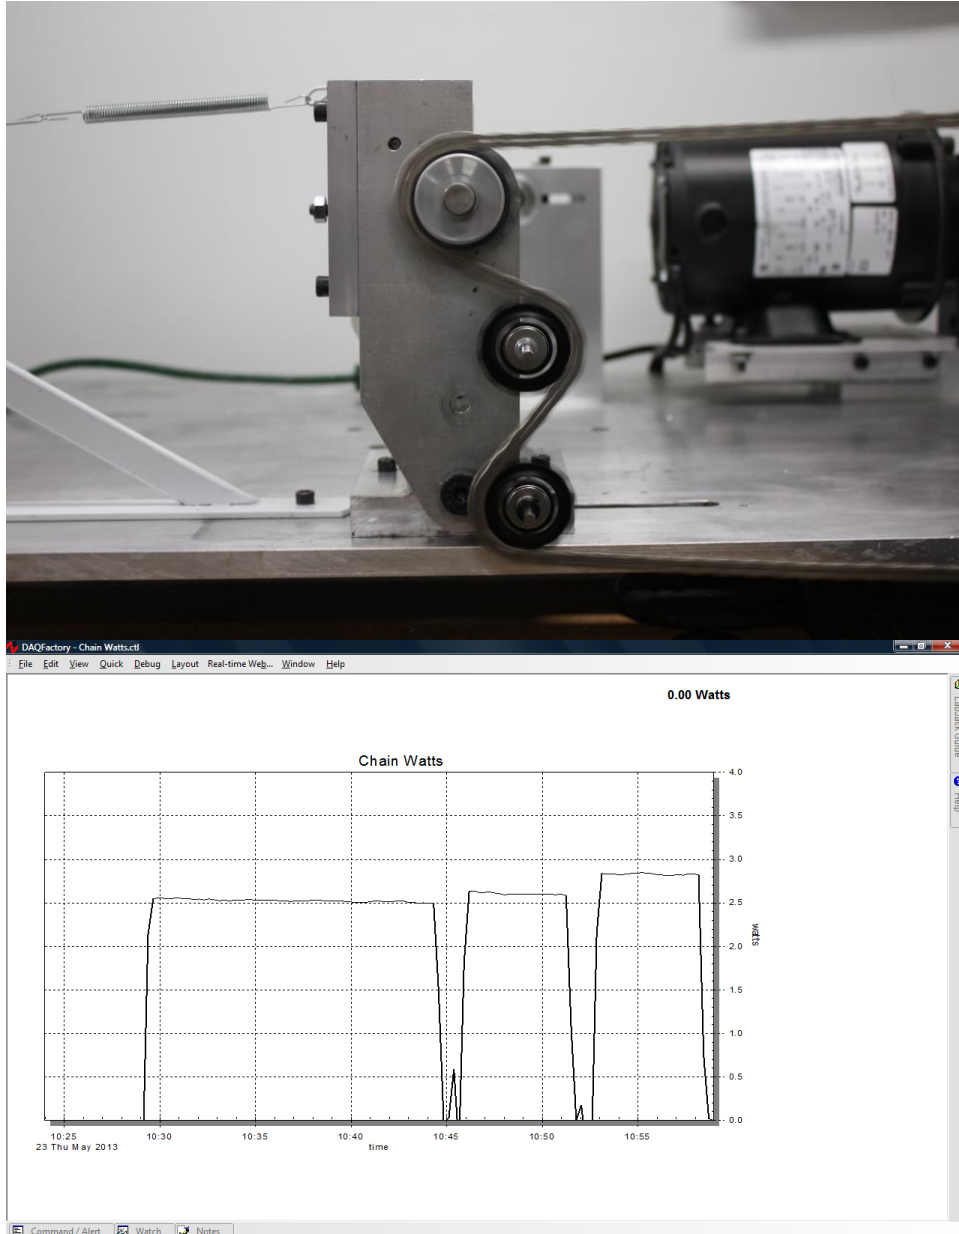 DAQFactory - Chain Watts.ctl
File Edit View Quick Debug Layout Real-time Web... Window Help
0.00 Watts
LabJack Guide
Help
Chain Watts
4.0
3.5
3.0
2.5
2.0
1.5
1.0
0.5
0.0
watts
10:25 10:30 10:35 10:40 10:45 10:50 10:55
23 Thu May 2013
time
Command / Alert Watch Notes